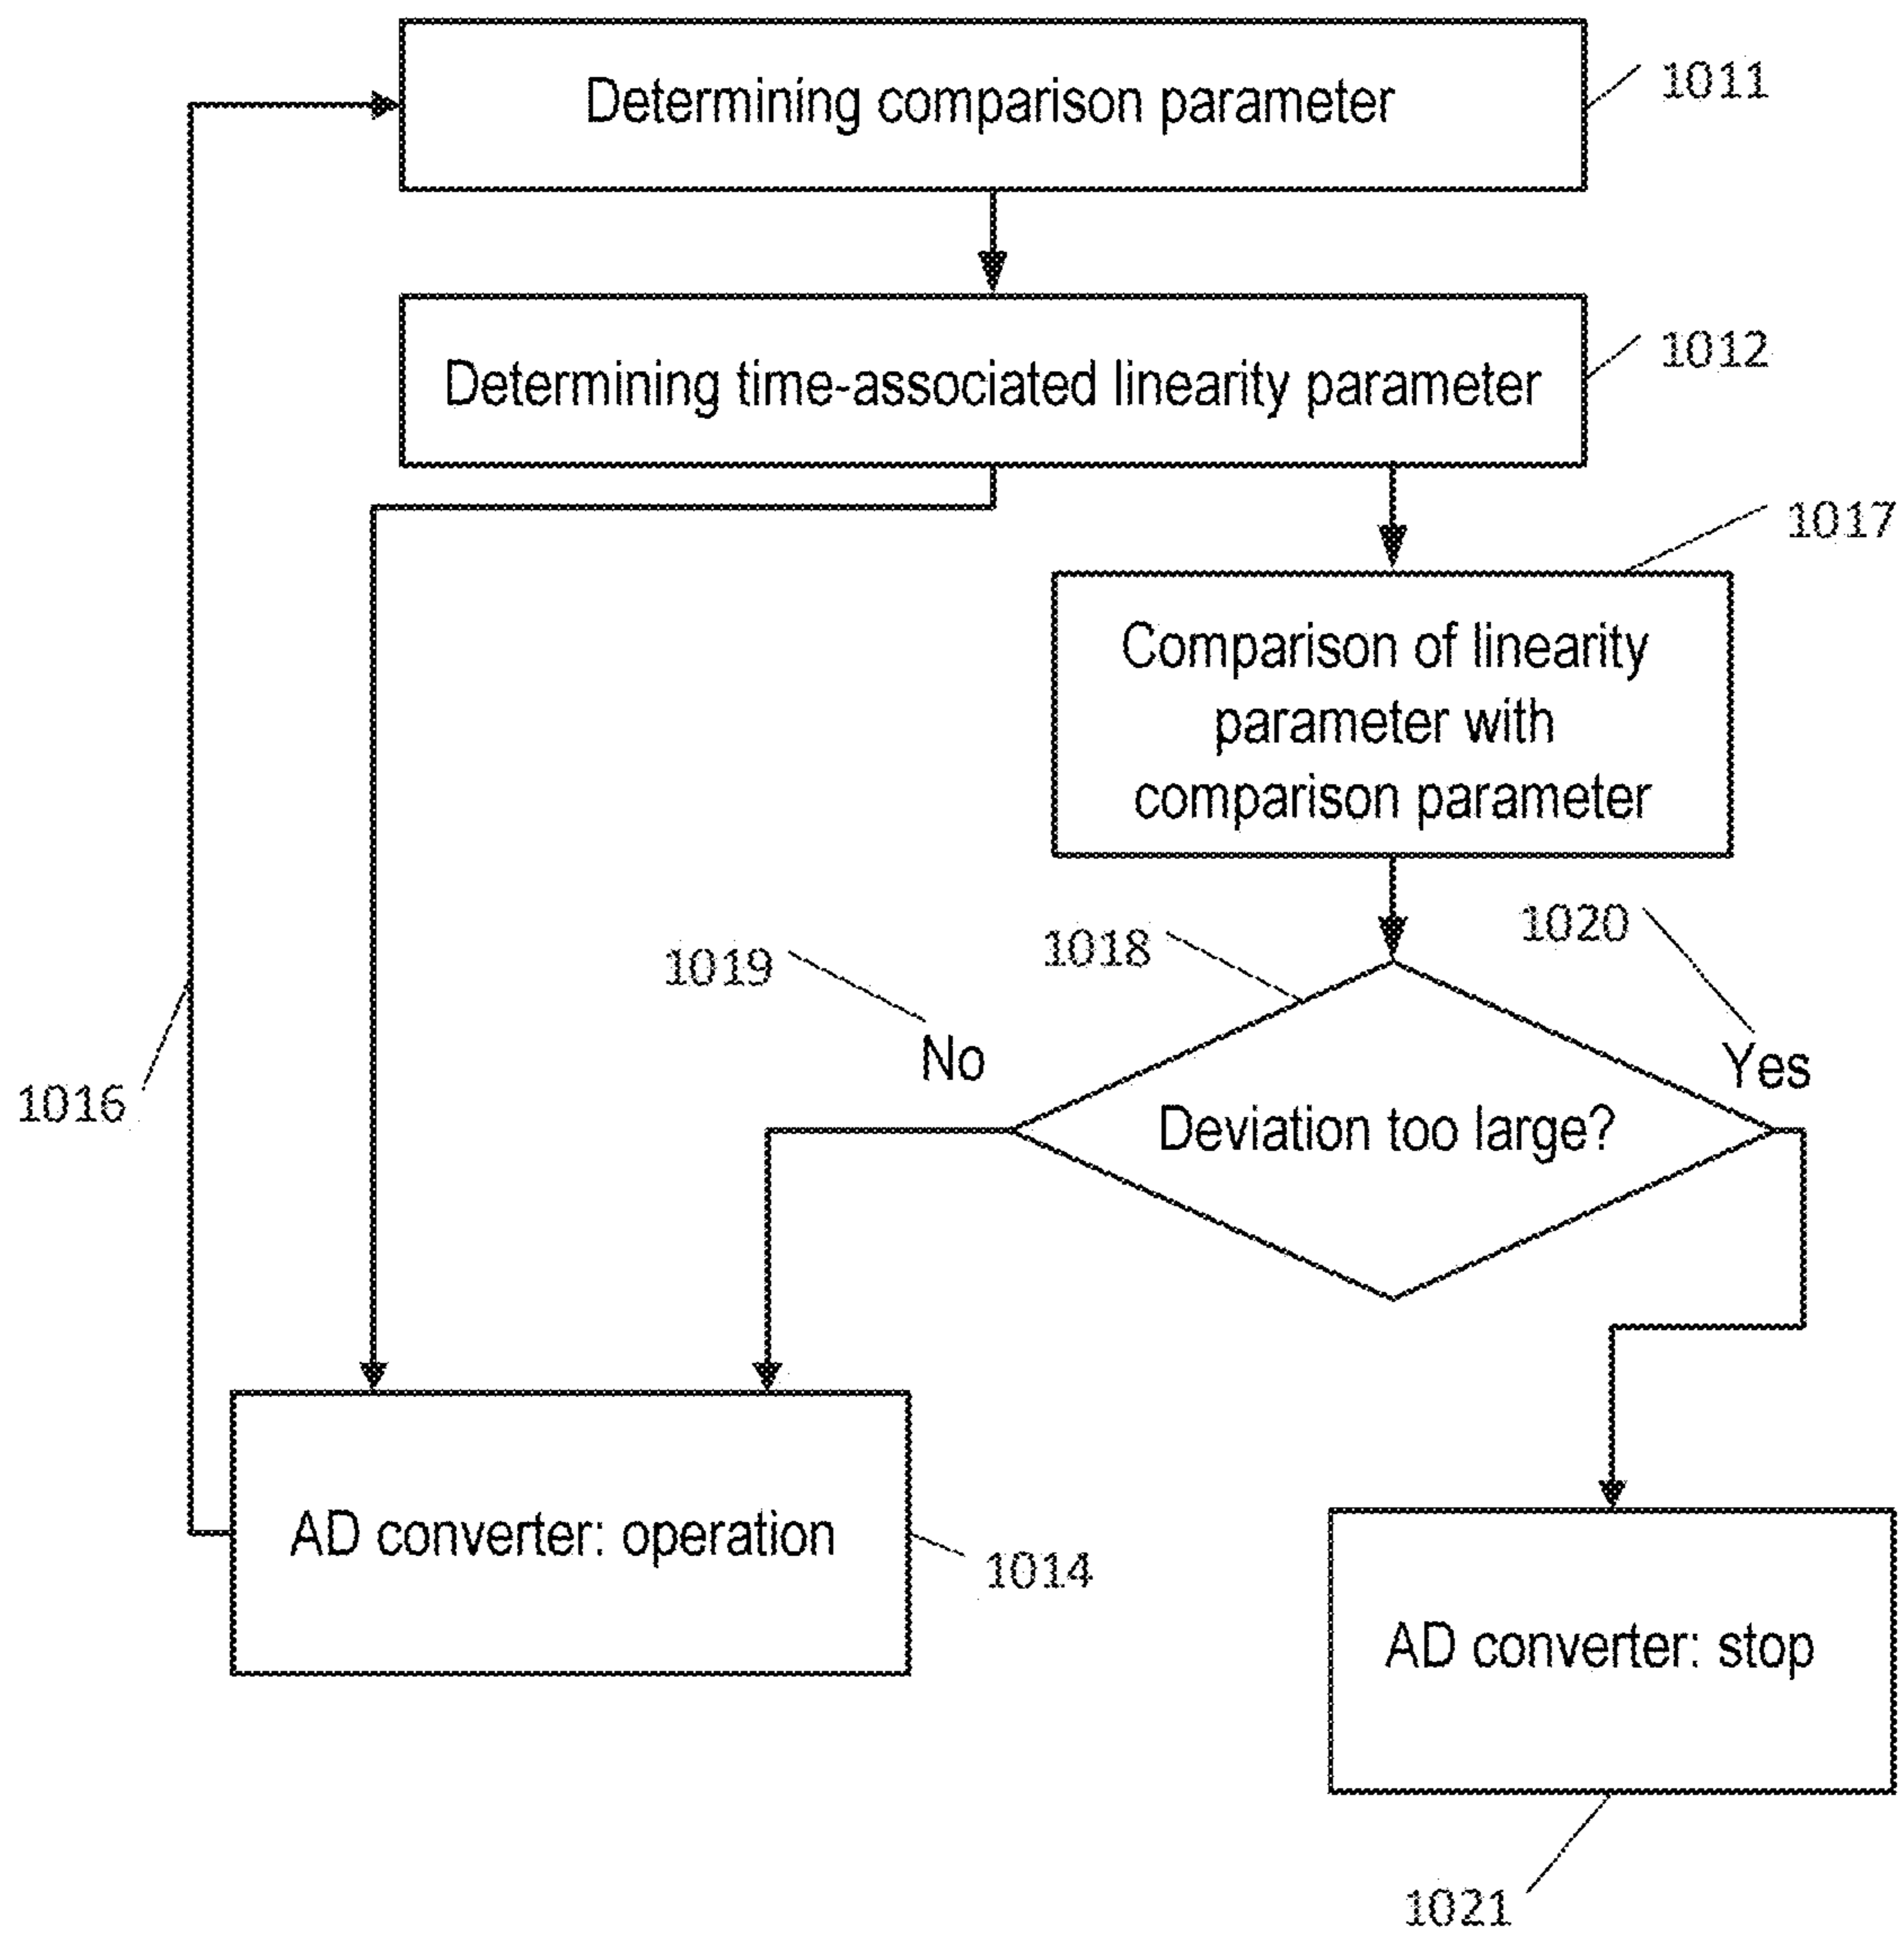 Determining comparison parameter
1011
Determining time-associated linearity parameter
1012
1017
Comparison of linearity
parameter with
comparison parameter
1020
1018
1019
No
Yes
1016
Deviation too large?
AD converter: operation
1014
AD converter: stop
1021